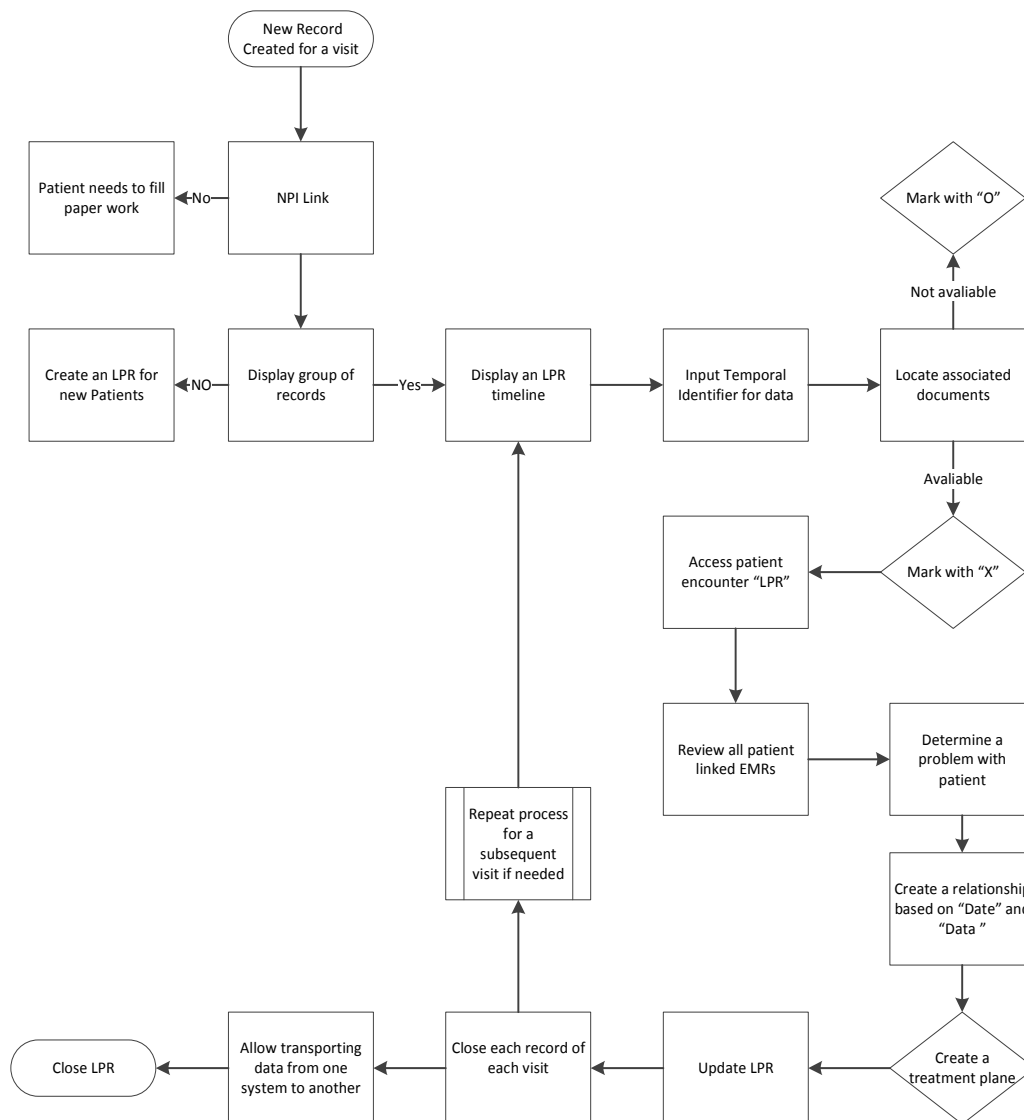 New Record
Created for a visit
Patient needs to fill
paper work
No
NPI Link
Mark with “O”
Not avaliable
Create an LPR for
new Patients
NO
Display group of
records
Yes
Display an LPR
timeline
Input Temporal
Identifier for data
Locate associated
documents
Avaliable
Access patient
encounter “LPR”
Mark with “X”
Review all patient
linked EMRs
Determine a
problem with
patient
Repeat process
for a
subsequent
visit if needed
Create a relationship
based on “Date” and
“Data ”
Close LPR
Allow transporting
data from one
system to another
Close each record of
each visit
Update LPR
Create a
treatment plane